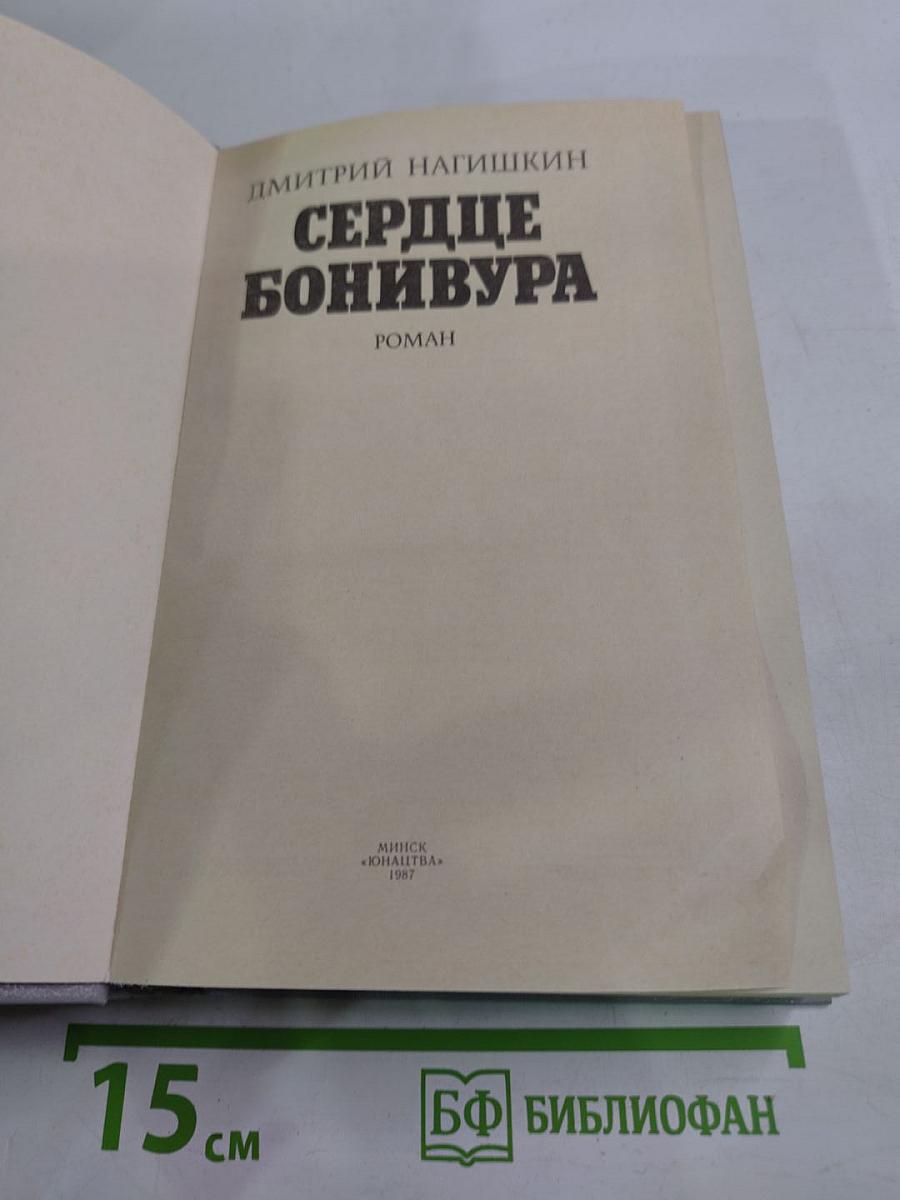 ДМИТРИЙ НАГИШКИН
СЕРДЦЕ
БОНИВУРА
РОМАН
МИНСК
«ЮНАЦТВА»
1987
15 см
БФ БИБЛИОФАН